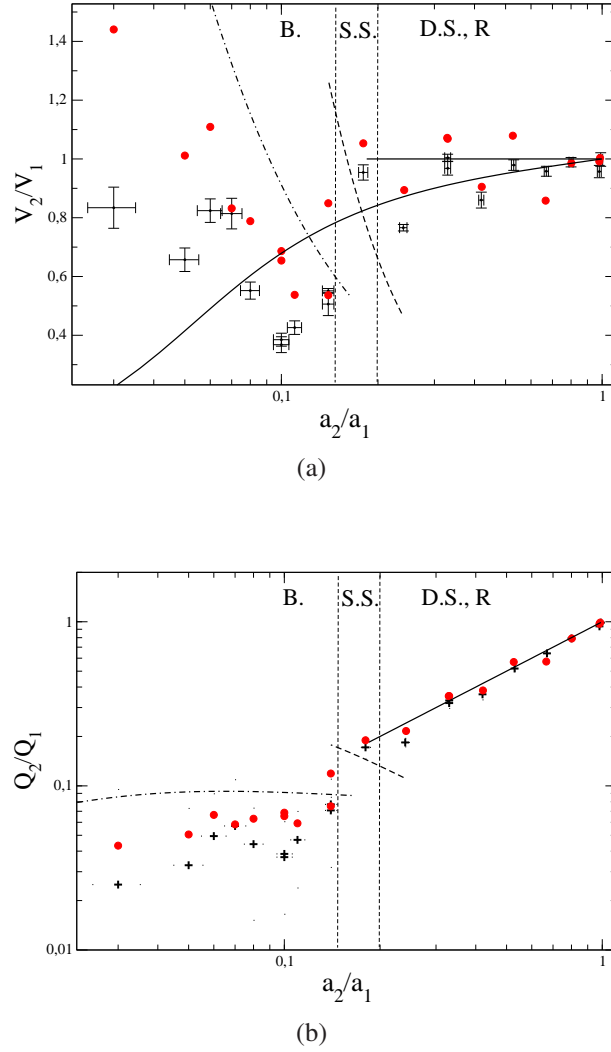 B. S.S. D.S., R
1,4
1,2
1
0,8
0,6
0,4
V2/V1
0,1 1
a2/a1
(a)
B. S.S. D.S., R
1
0,1
0,01
Q2/Q1
0,1 1
a2/a1
(b)